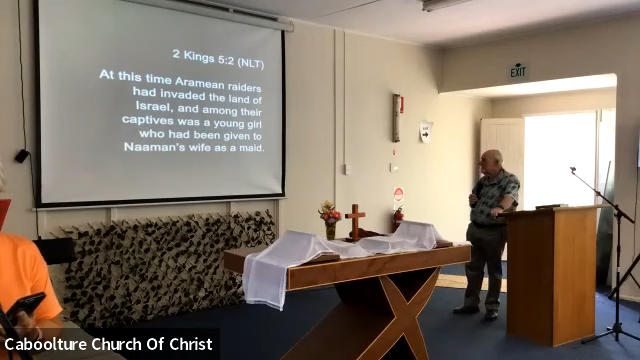 2 Kings 5:2 (NLT)
At this time Aramean raiders
had invaded the land of
Israel, and among their
captives was a young girl
who had been given to
Naaman's wife as a maid.
EXIT
Caboolture Church Of Christ